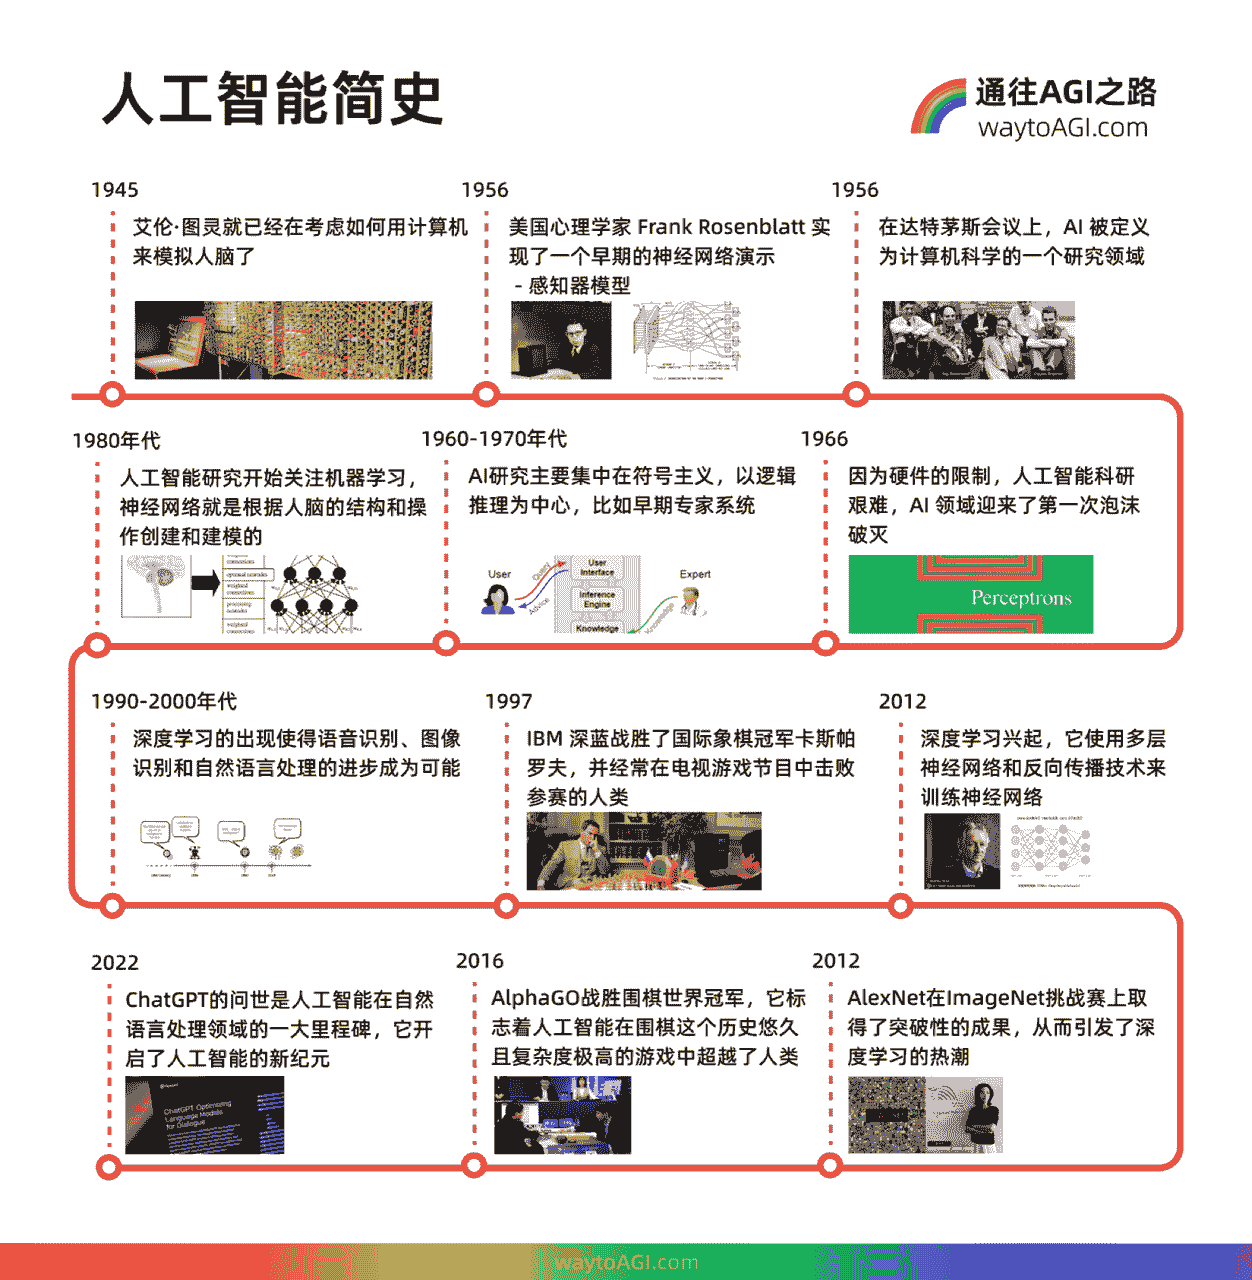 人工智能简史
通往AGI之路
waytoAGI.com
1945
艾伦·图灵就已经在考虑如何用计算机
来模拟人脑了
1956
美国心理学家 Frank Rosenblatt 实
现了一个早期的神经网络演示
- 感知器模型
1956
在达特茅斯会议上，AI 被定义
为计算机科学的一个研究领域
1980年代
人工智能研究开始关注机器学习，
神经网络就是根据人脑的结构和操
作创建和建模的
1960-1970年代
AI研究主要集中在符号主义，以逻辑
推理为中心，比如早期专家系统
User
Query
Advice
User
Interface
Inference
Engine
Knowledge
Expert
Knowledge
1966
因为硬件的限制，人工智能科研
艰难，AI 领域迎来了第一次泡沫
破灭
Perceptrons
1990-2000年代
深度学习的出现使得语音识别、图像
识别和自然语言处理的进步成为可能
1997
IBM 深蓝战胜了国际象棋冠军卡斯帕
罗夫，并经常在电视游戏节目中击败
参赛的人类
2012
深度学习兴起，它使用多层
神经网络和反向传播技术来
训练神经网络
2022
ChatGPT的问世是人工智能在自然
语言处理领域的一大里程碑，它开
启了人工智能的新纪元
ChatGPT: Optimizing
Language Models
for Dialogue
2016
AlphaGO战胜围棋世界冠军，它标
志着人工智能在围棋这个历史悠久
且复杂度极高的游戏中超越了人类
2012
AlexNet在ImageNet挑战赛上取
得了突破性的成果，从而引发了深
度学习的热潮
waytoAGI.com